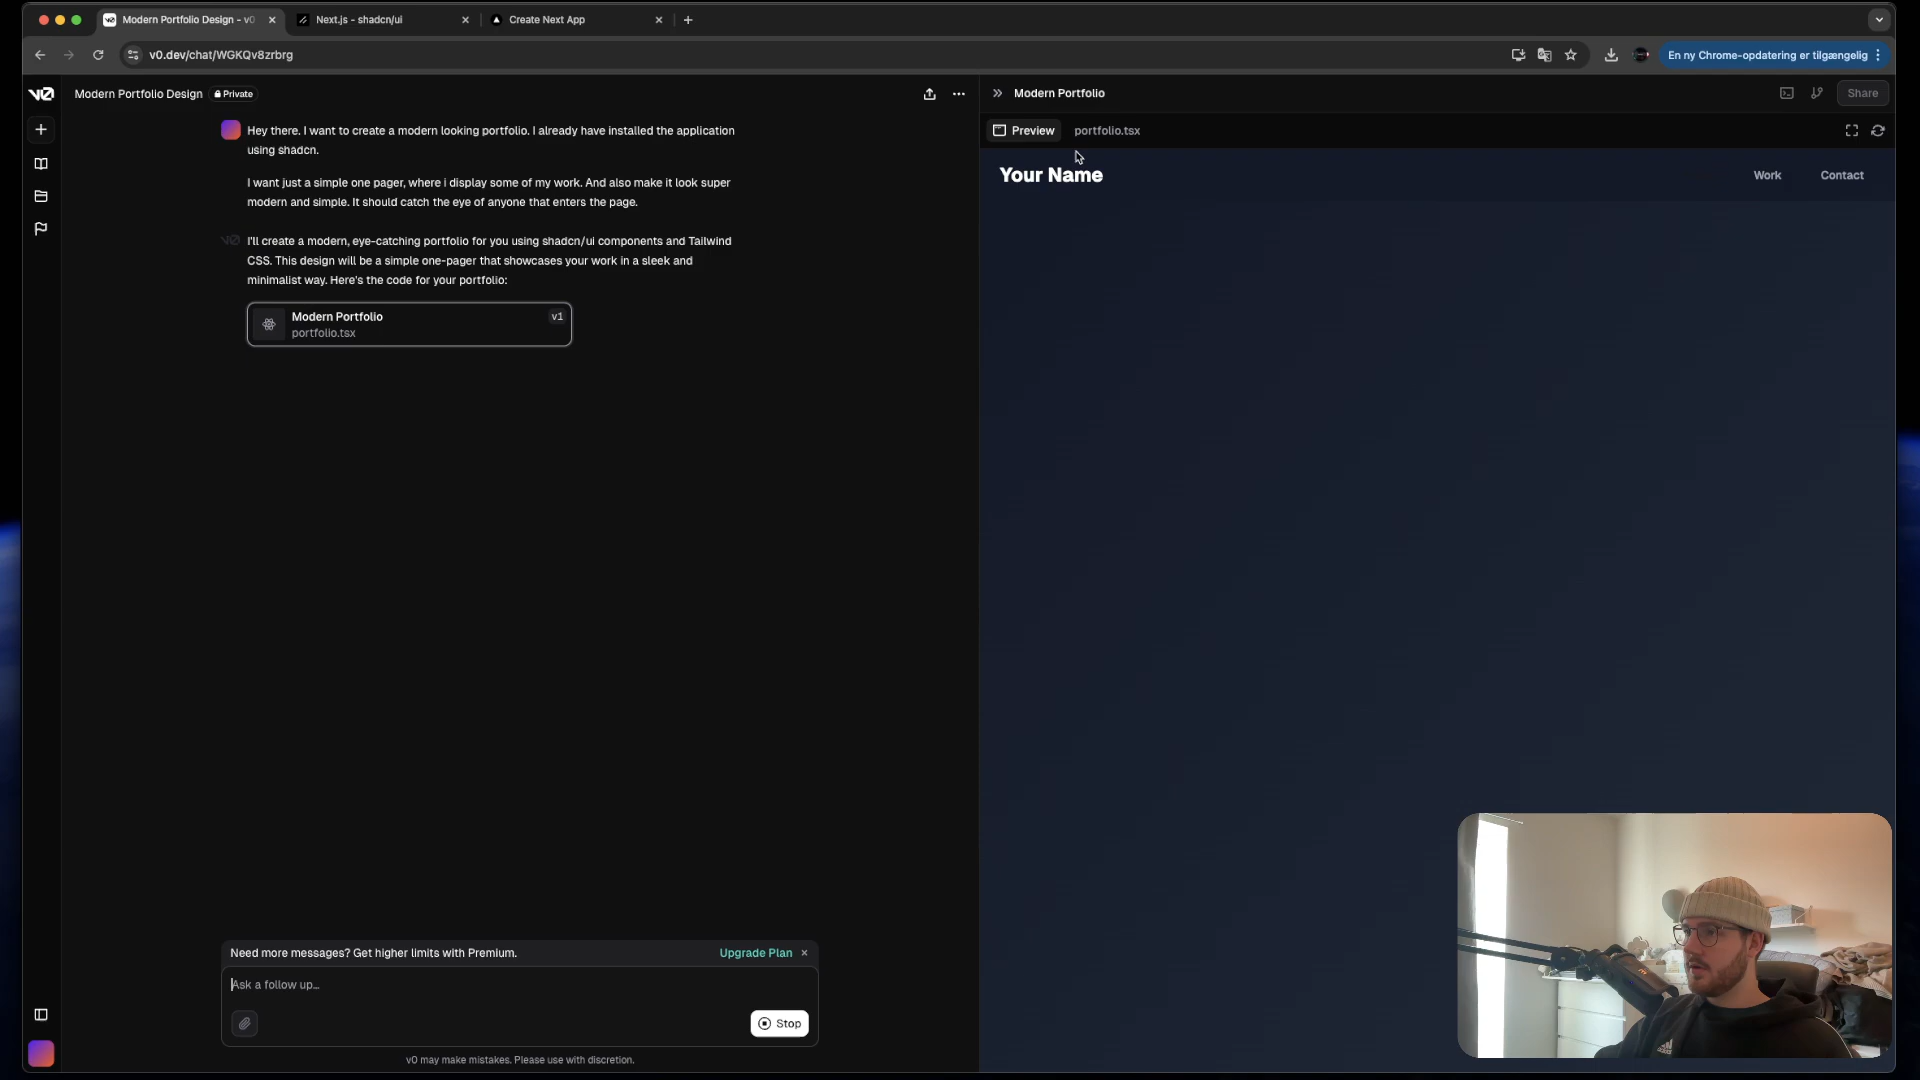 Modern Portfolio Design - v0
Next.js - shadcn/ui
Create Next App
v0.dev/chat/WGKQv8zrbrg
En ny Chrome-opdatering er tilgængelig
Modern Portfolio Design
Private
Modern Portfolio
Share
Preview
portfolio.tsx
Hey there. I want to create a modern looking portfolio. I already have installed the application
using shadcn.
I want just a simple one pager, where i display some of my work. And also make it look super
modern and simple. It should catch the eye of anyone that enters the page.
I'll create a modern, eye-catching portfolio for you using shadcn/ui components and Tailwind
CSS. This design will be a simple one-pager that showcases your work in a sleek and
minimalist way. Here's the code for your portfolio:
Modern Portfolio
v1
portfolio.tsx
Your Name
Work
Contact
Need more messages? Get higher limits with Premium.
Upgrade Plan
Ask a follow up...
Stop
v0 may make mistakes. Please use with discretion.